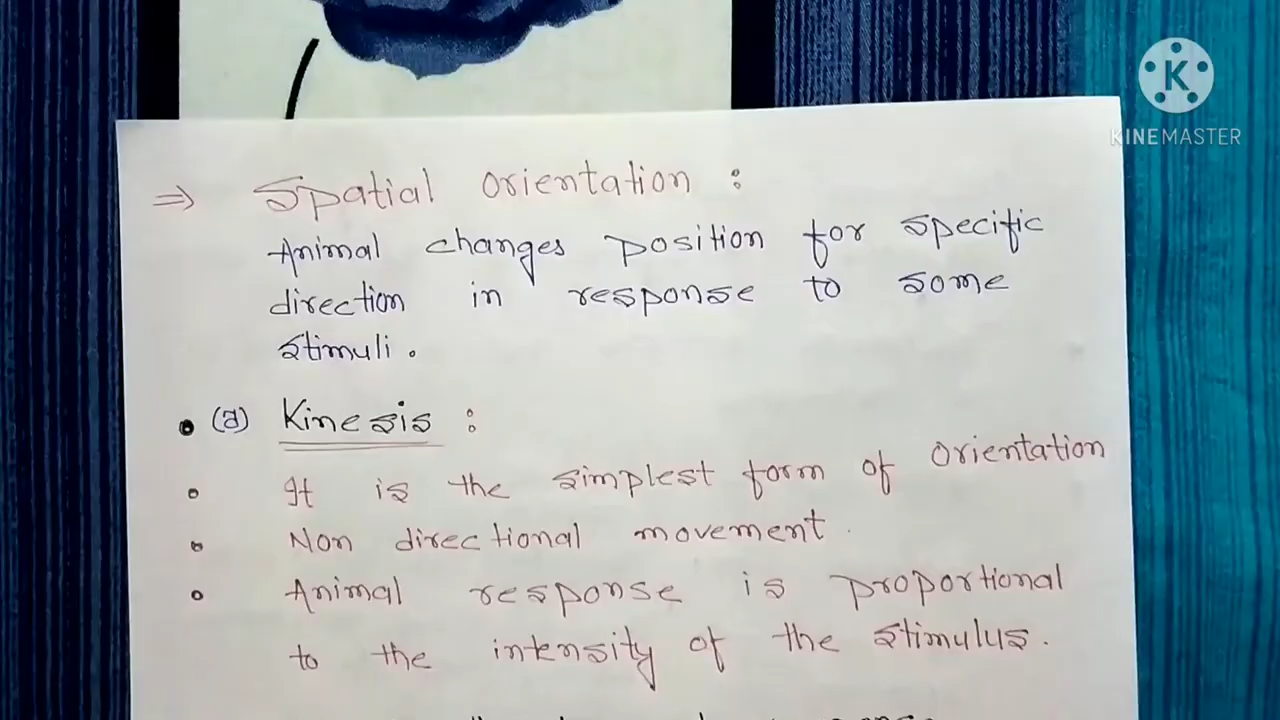 KINEMASTER
⇒ Spatial orientation :
Animal changes position for specific
direction in response to some
stimuli.
• (a) Kinesis :
• It is the simplest form of orientation
• Non directional movement.
• Animal response is proportional
to the intensity of the stimulus.